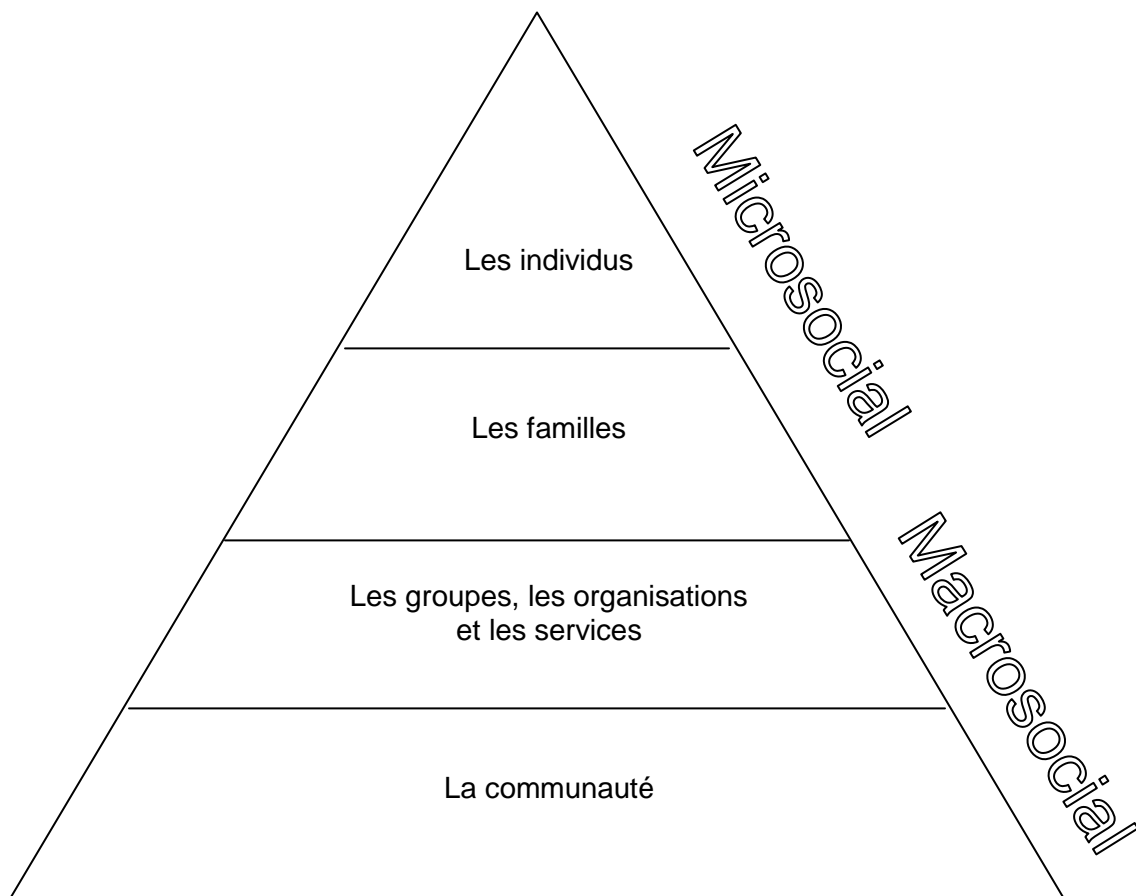 Microsocial
Les individus
Les familles
Macrosocial
Les groupes, les organisations
et les services
La communauté